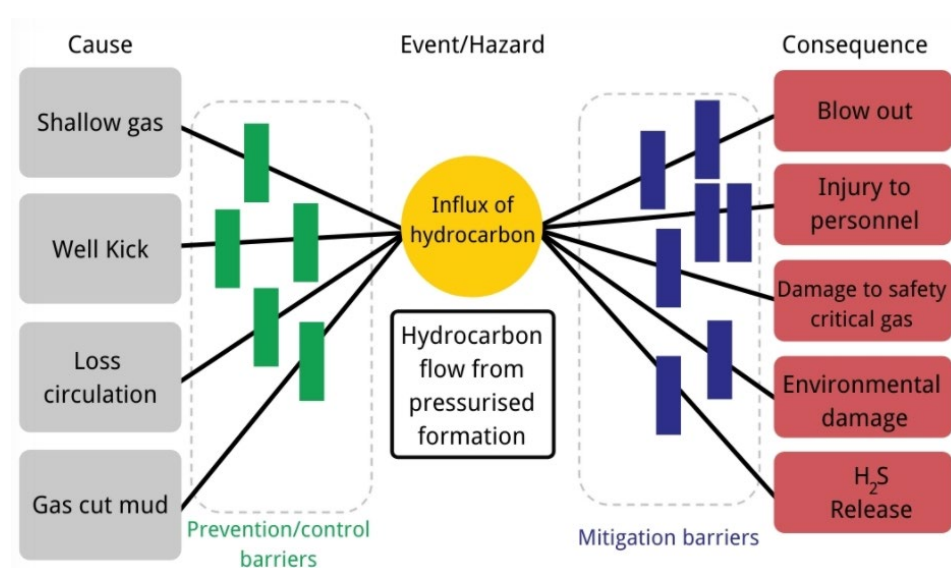 Cause
Event/Hazard
Consequence
Shallow gas
Well Kick
Loss
circulation
Gas cut mud
Prevention/control
barriers
Influx of
hydrocarbon
Hydrocarbon
flow from
pressurised
formation
Mitigation barriers
Blow out
Injury to
personnel
Damage to safety
critical gas
Environmental
damage
H₂S
Release